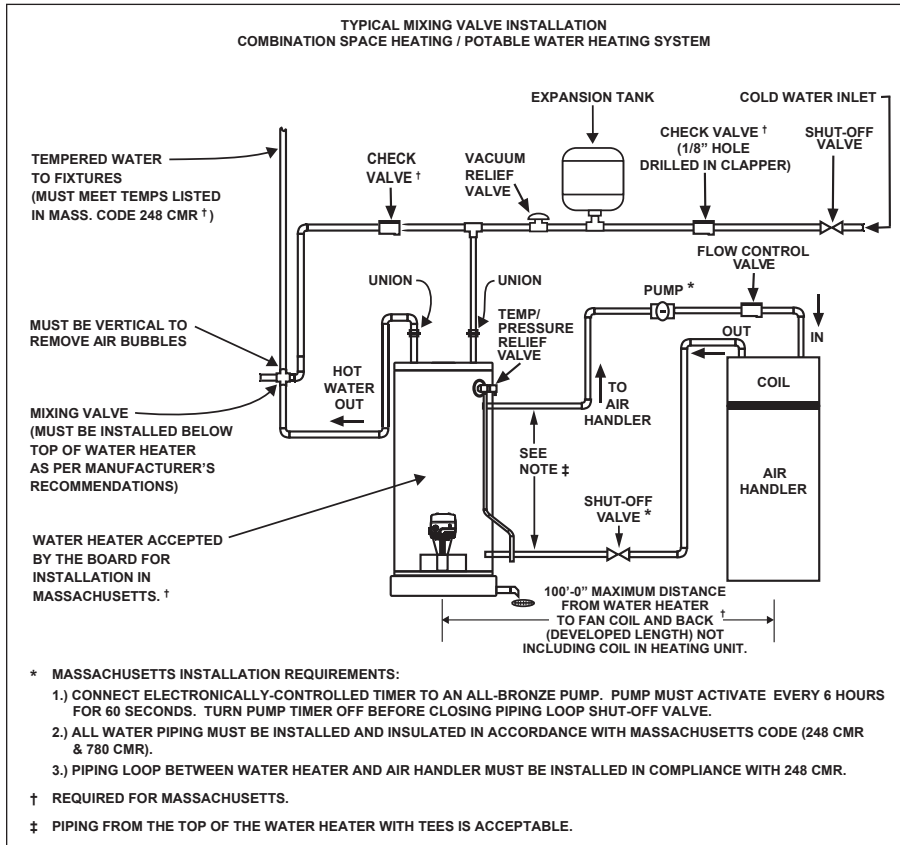 TYPICAL MIXING VALVE INSTALLATION
COMBINATION SPACE HEATING / POTABLE WATER HEATING SYSTEM
EXPANSION TANK
COLD WATER INLET
TEMPERED WATER
TO FIXTURES
(MUST MEET TEMPS LISTED
IN MASS. CODE 248 CMR †)
CHECK
VALVE †
VACUUM
RELIEF
VALVE
CHECK VALVE †
(1/8" HOLE
DRILLED IN CLAPPER)
SHUT-OFF
VALVE
FLOW CONTROL
VALVE
UNION
UNION
PUMP *
TEMP/
PRESSURE
RELIEF
VALVE
OUT
IN
MUST BE VERTICAL TO
REMOVE AIR BUBBLES
HOT
WATER
OUT
TO
AIR
HANDLER
COIL
MIXING VALVE
(MUST BE INSTALLED BELOW
TOP OF WATER HEATER
AS PER MANUFACTURER'S
RECOMMENDATIONS)
SEE
NOTE ‡
AIR
HANDLER
SHUT-OFF
VALVE *
WATER HEATER ACCEPTED
BY THE BOARD FOR
INSTALLATION IN
MASSACHUSETTS. †
100'-0" MAXIMUM DISTANCE
FROM WATER HEATER
TO FAN COIL AND BACK †
(DEVELOPED LENGTH) NOT
INCLUDING COIL IN HEATING UNIT.
* MASSACHUSETTS INSTALLATION REQUIREMENTS:
1.) CONNECT ELECTRONICALLY-CONTROLLED TIMER TO AN ALL-BRONZE PUMP. PUMP MUST ACTIVATE EVERY 6 HOURS
FOR 60 SECONDS. TURN PUMP TIMER OFF BEFORE CLOSING PIPING LOOP SHUT-OFF VALVE.
2.) ALL WATER PIPING MUST BE INSTALLED AND INSULATED IN ACCORDANCE WITH MASSACHUSETTS CODE (248 CMR
& 780 CMR).
3.) PIPING LOOP BETWEEN WATER HEATER AND AIR HANDLER MUST BE INSTALLED IN COMPLIANCE WITH 248 CMR.
† REQUIRED FOR MASSACHUSETTS.
‡ PIPING FROM THE TOP OF THE WATER HEATER WITH TEES IS ACCEPTABLE.